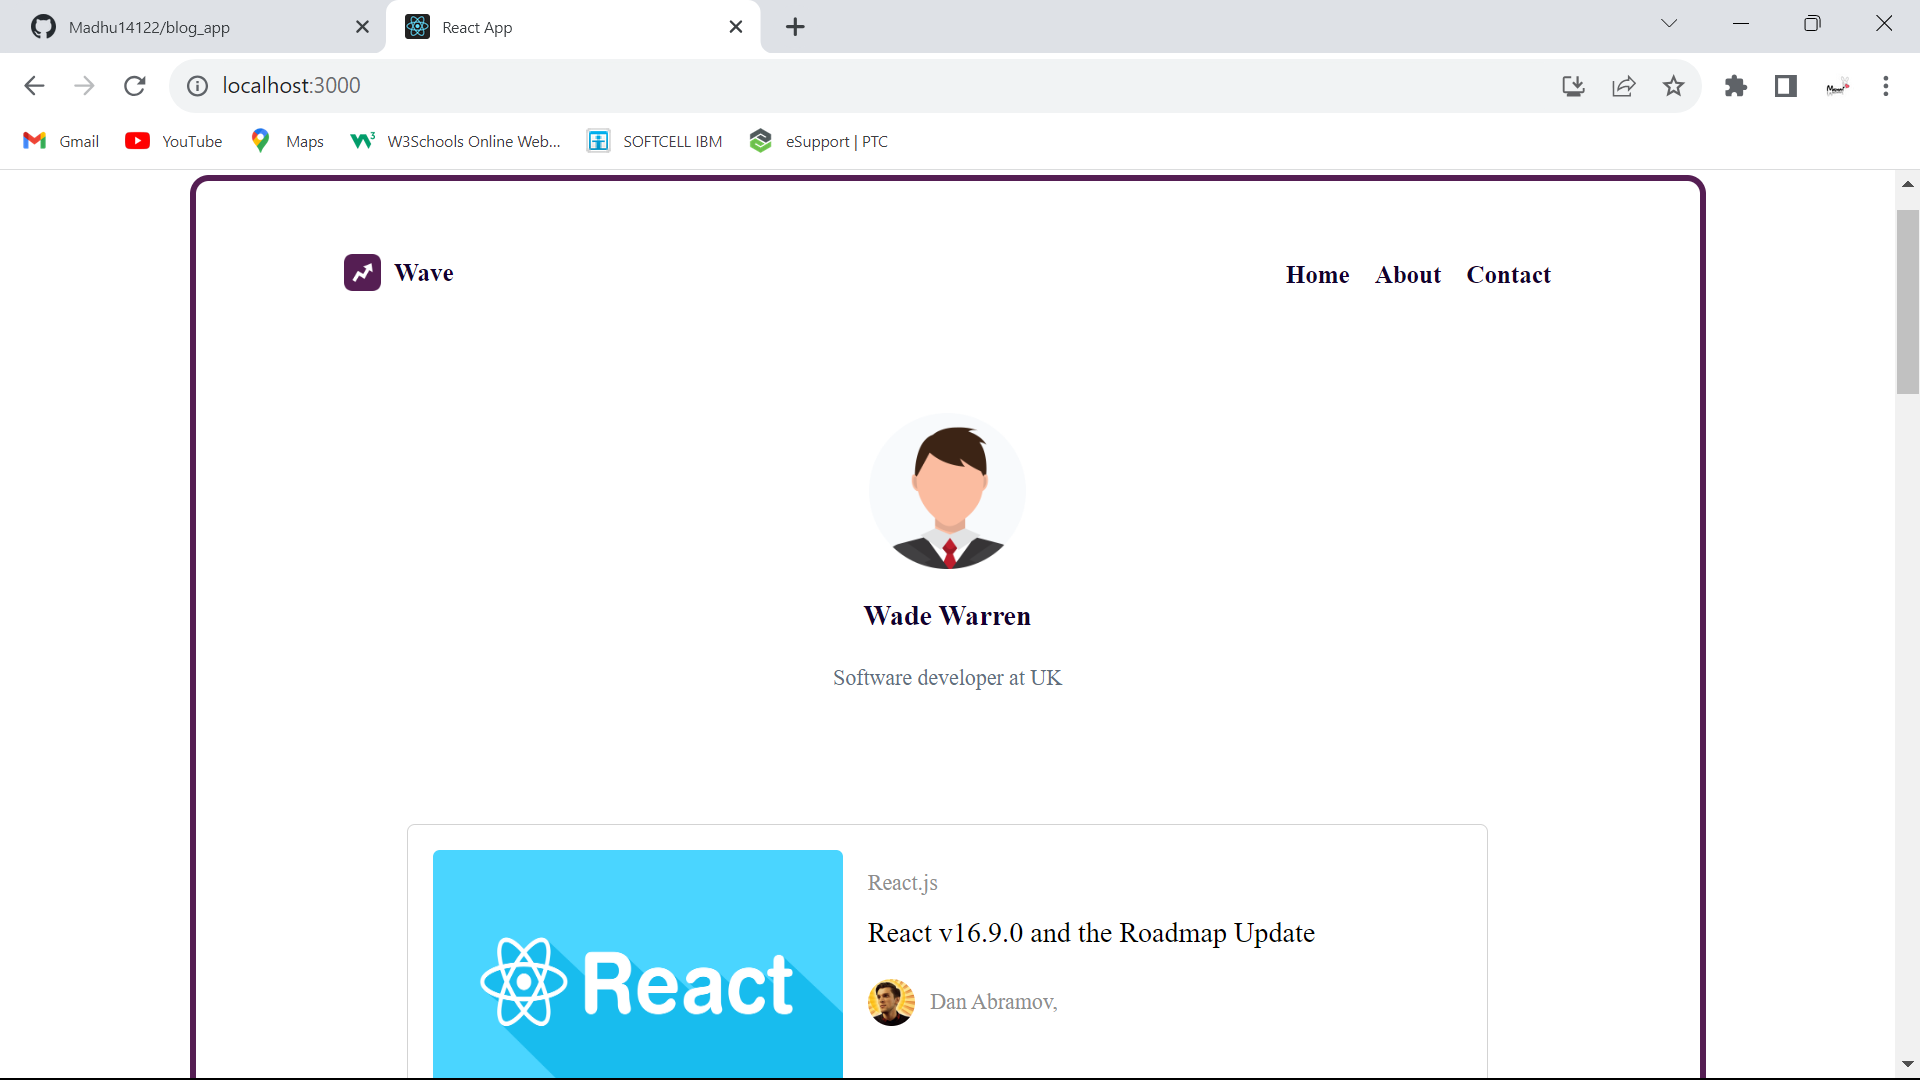 Madhu14122/blog_app
React App
localhost:3000
Gmail
YouTube
Maps
W3Schools Online Web...
SOFTCELL IBM
eSupport | PTC
Wave
Home About Contact
Wade Warren
Software developer at UK
React
React.js
React v16.9.0 and the Roadmap Update
Dan Abramov,